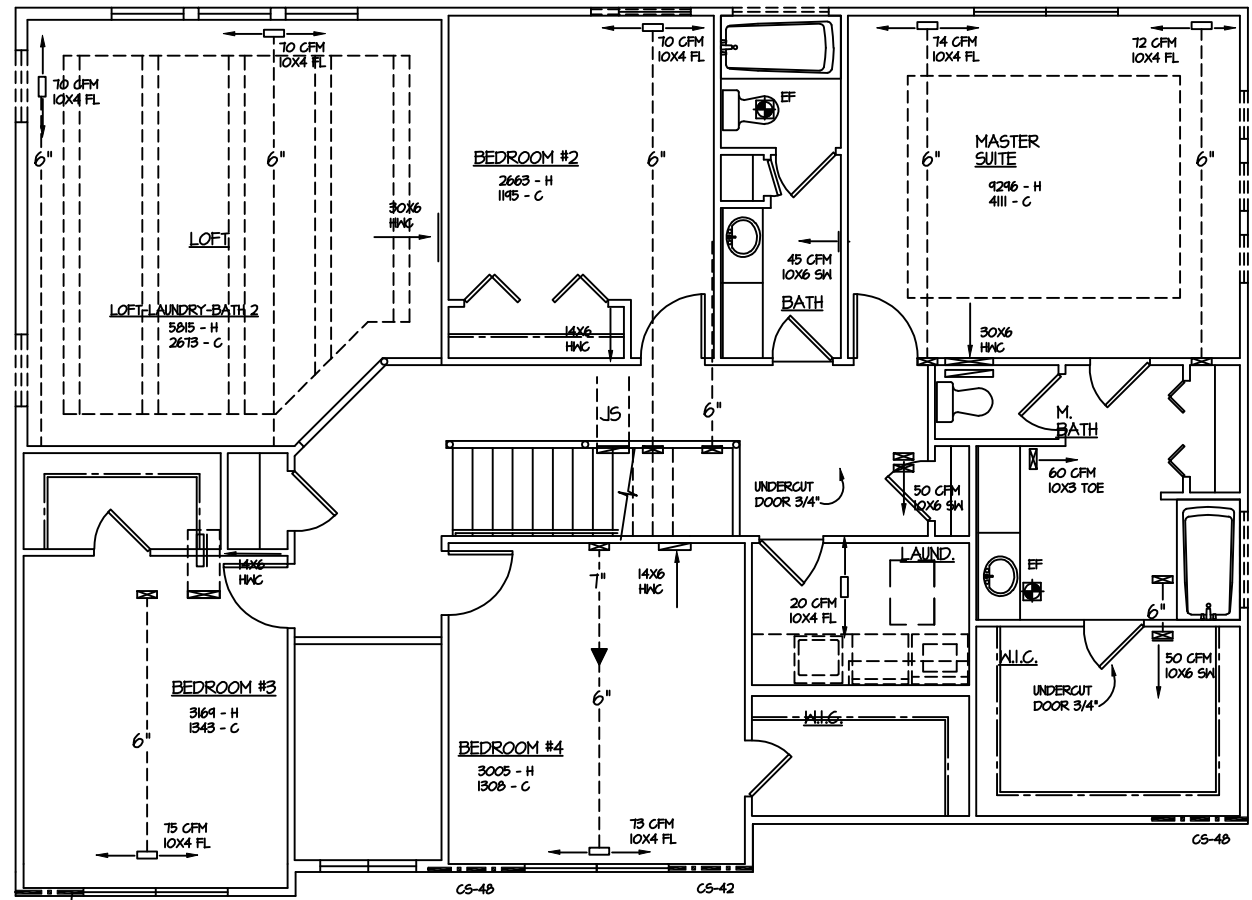 70 CFM
10X4 FL
70 CFM
10X4 FL
6"
6"
LOFT
30X6
HWC
LOFT-LAUNDRY-BATH 2
5815 - H
2673 - C
70 CFM
10X4 FL
BEDROOM #2
2663 - H
1195 - C
6"
14X6
HWC
EF
45 CFM
10X6 SW
BATH
74 CFM
10X4 FL
72 CFM
10X4 FL
6"
6"
MASTER
SUITE
9296 - H
4111 - C
30X6
HWC
JS
6"
M.
BATH
60 CFM
10X3 TOE
UNDERCUT
DOOR 3/4"
50 CFM
10X6 SW
14X6
HWC
7"
14X6
HWC
LAUND.
20 CFM
10X4 FL
EF
6"
BEDROOM #3
3169 - H
1343 - C
6"
75 CFM
10X4 FL
6"
BEDROOM #4
3005 - H
1308 - C
73 CFM
10X4 FL
W.I.C.
W.I.C.
50 CFM
10X6 SW
UNDERCUT
DOOR 3/4"
CS-48
CS-48
CS-42